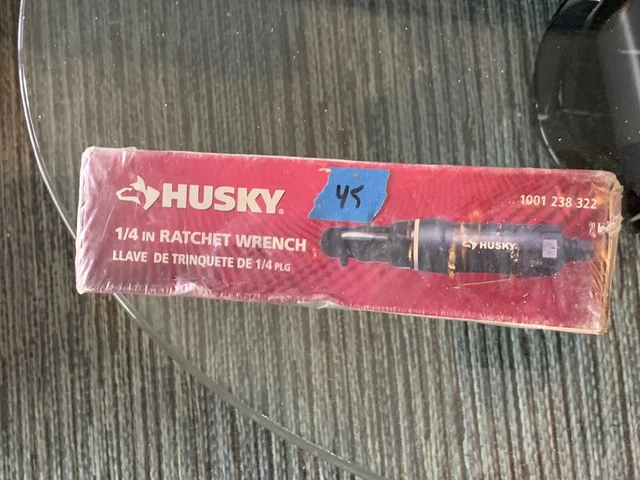 HUSKY®
45
1001 238 322
1/4 IN RATCHET WRENCH
LLAVE DE TRINQUETE DE 1/4 PLG
HUSKY